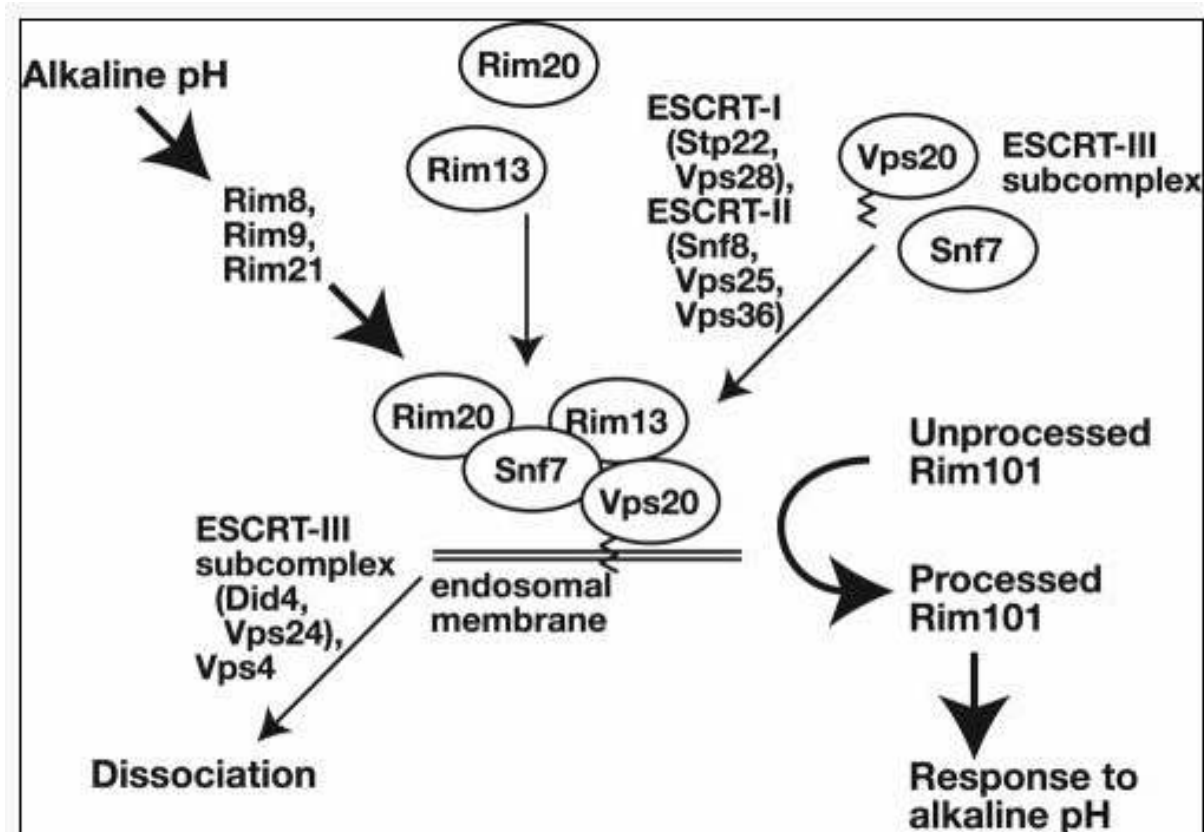 Alkaline pH
Rim8,
Rim9,
Rim21
Rim20
Rim13
ESCRT-I
(Stp22,
Vps28),
ESCRT-II
(Snf8,
Vps25,
Vps36)
Vps20
ESCRT-III
subcomplex
Snf7
Rim20
Rim13
Snf7
Vps20
endosomal
membrane
ESCRT-III
subcomplex
(Did4,
Vps24),
Vps4
Dissociation
Unprocessed
Rim101
Processed
Rim101
Response to
alkaline pH